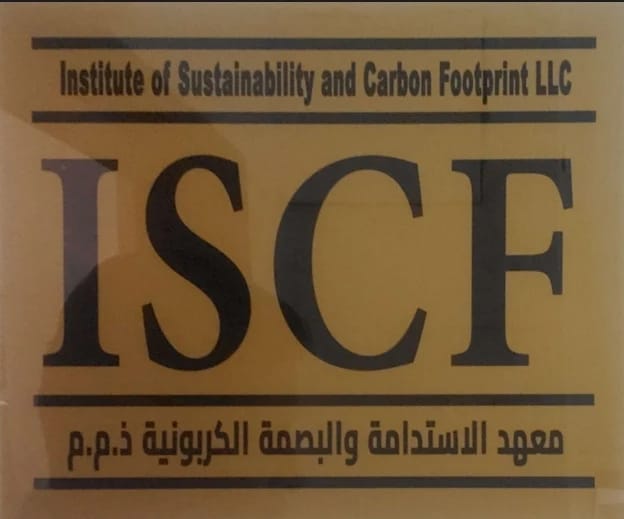 Institute of Sustainability and Carbon Footprint LLC
ISCF
معهد الاستدامة والبصمة الكربونية ذ.م.م